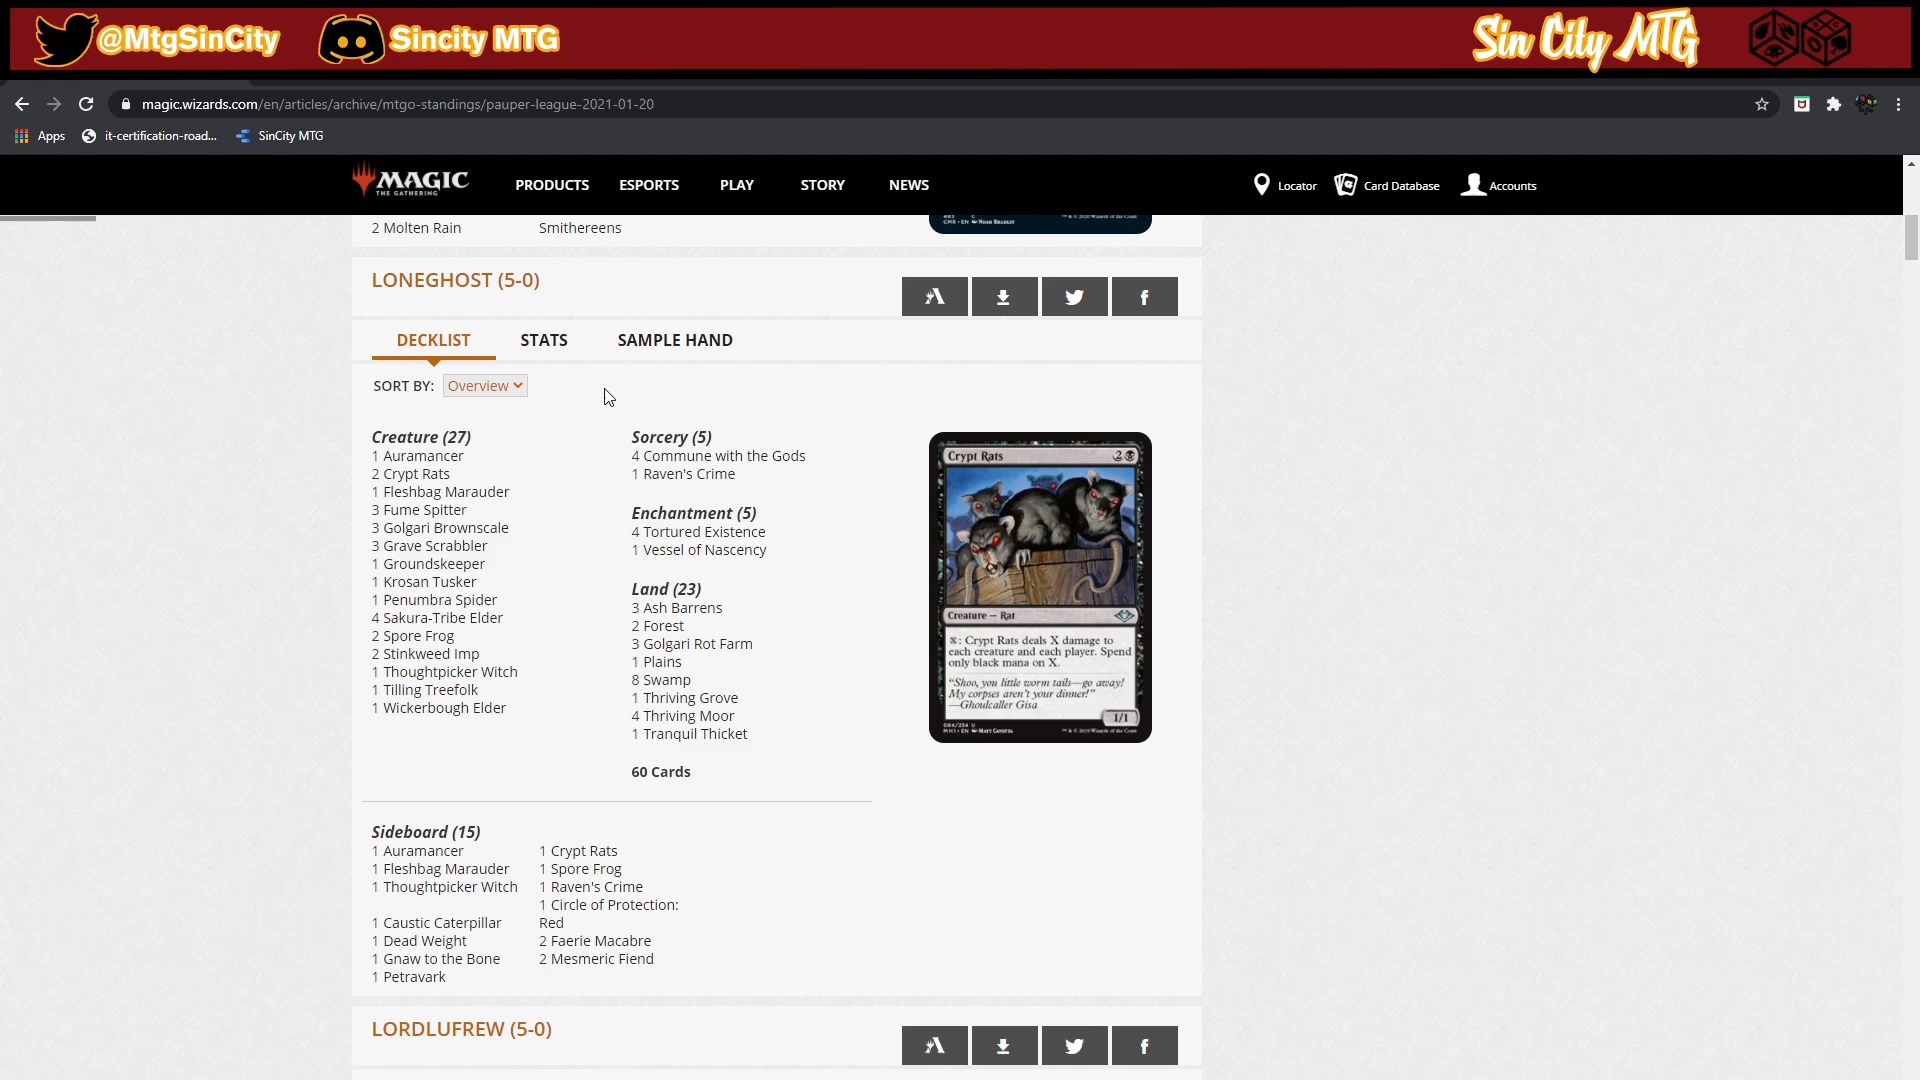 @MtgSinCity
Sincity MTG
Sin City MTG
magic.wizards.com/en/articles/archive/mtgo-standings/pauper-league-2021-01-20
Apps
it-certification-road...
SinCity MTG
MAGIC
THE GATHERING
PRODUCTS
ESPORTS
PLAY
STORY
NEWS
Locator
Card Database
Accounts
2 Molten Rain
Smithereens
LONEGHOST (5-0)
DECKLIST
STATS
SAMPLE HAND
SORT BY:
Overview
Creature (27)
1 Auramancer
2 Crypt Rats
1 Fleshbag Marauder
3 Fume Spitter
3 Golgari Brownscale
3 Grave Scrabbler
1 Groundskeeper
1 Krosan Tusker
1 Penumbra Spider
4 Sakura-Tribe Elder
2 Spore Frog
2 Stinkweed Imp
1 Thoughtpicker Witch
1 Tilling Treefolk
1 Wickerbough Elder
Sorcery (5)
4 Commune with the Gods
1 Raven's Crime
Enchantment (5)
4 Tortured Existence
1 Vessel of Nascency
Land (23)
3 Ash Barrens
2 Forest
3 Golgari Rot Farm
1 Plains
8 Swamp
1 Thriving Grove
4 Thriving Moor
1 Tranquil Thicket
60 Cards
Crypt Rats
2
Creature — Rat
X: Crypt Rats deals X damage to
each creature and each player. Spend
only black mana on X.
“Shoo, you little worm tails—go away!
My corpses aren't your dinner!”
—Ghoulcaller Gisa
1/1
Sideboard (15)
1 Auramancer
1 Fleshbag Marauder
1 Thoughtpicker Witch
1 Caustic Caterpillar
1 Dead Weight
1 Gnaw to the Bone
1 Petravark
1 Crypt Rats
1 Spore Frog
1 Raven's Crime
1 Circle of Protection:
Red
2 Faerie Macabre
2 Mesmeric Fiend
LORDLUFREW (5-0)